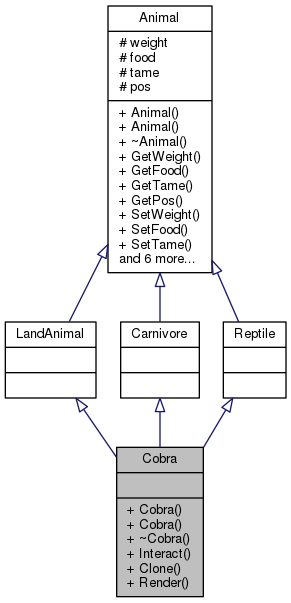 Animal
# weight
# food
# tame
# pos
+ Animal()
+ Animal()
+ ~Animal()
+ GetWeight()
+ GetFood()
+ GetTame()
+ GetPos()
+ SetWeight()
+ SetFood()
+ SetTame()
and 6 more...
LandAnimal
Carnivore
Reptile
Cobra
+ Cobra()
+ Cobra()
+ ~Cobra()
+ Interact()
+ Clone()
+ Render()